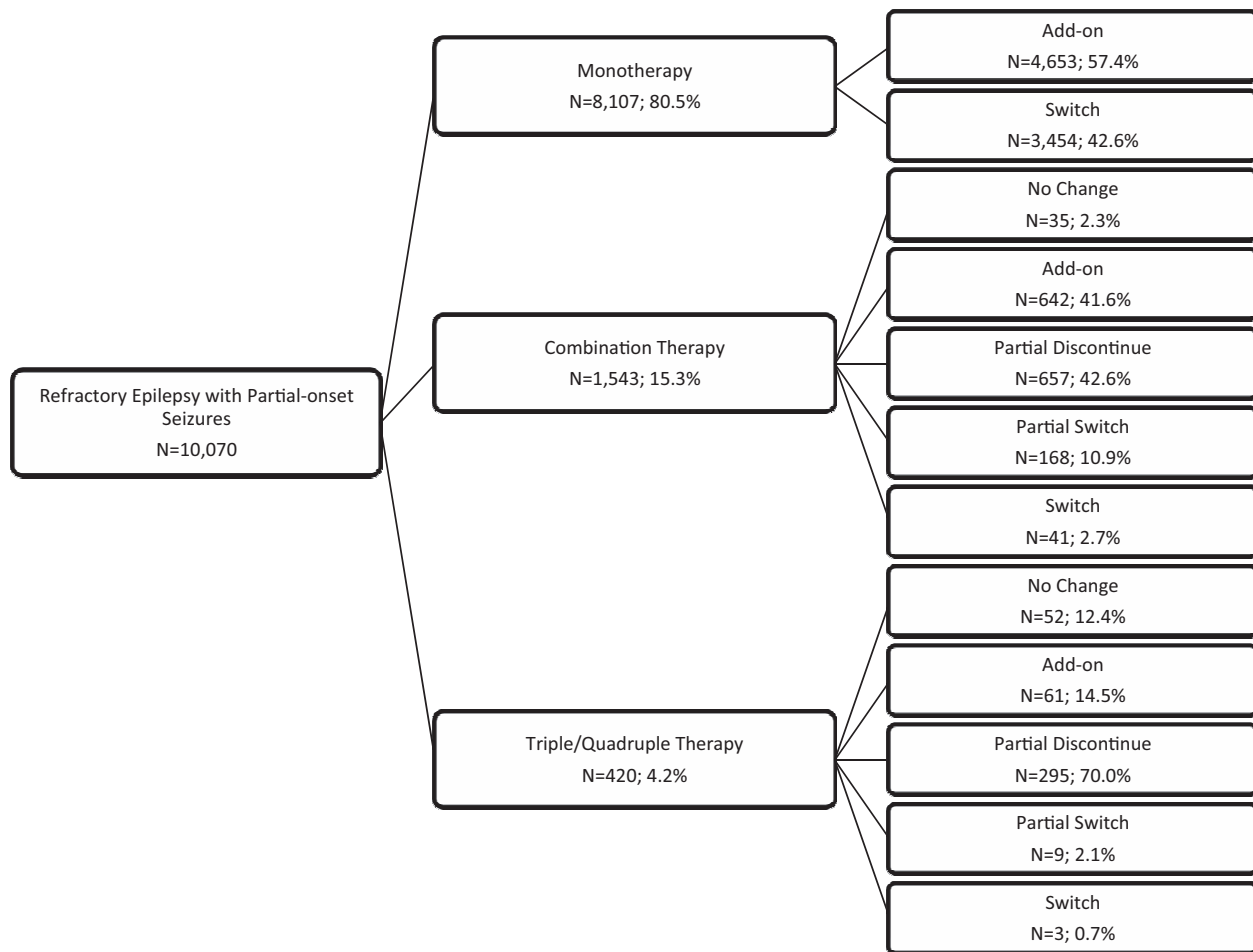 Refractory Epilepsy with Partial-onset
Seizures
N=10,070
Monotherapy
N=8,107; 80.5%
Add-on
N=4,653; 57.4%
Switch
N=3,454; 42.6%
Combination Therapy
N=1,543; 15.3%
No Change
N=35; 2.3%
Add-on
N=642; 41.6%
Partial Discontinue
N=657; 42.6%
Partial Switch
N=168; 10.9%
Switch
N=41; 2.7%
Triple/Quadruple Therapy
N=420; 4.2%
No Change
N=52; 12.4%
Add-on
N=61; 14.5%
Partial Discontinue
N=295; 70.0%
Partial Switch
N=9; 2.1%
Switch
N=3; 0.7%